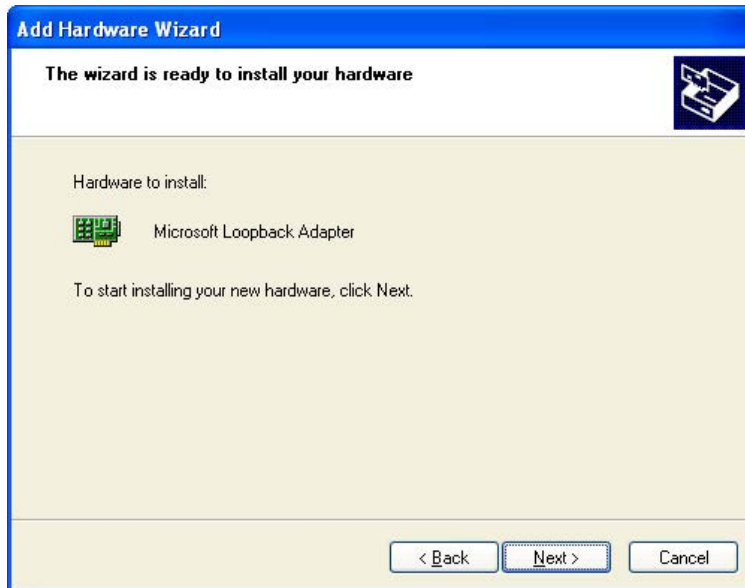 Add Hardware Wizard
The wizard is ready to install your hardware
Hardware to install:
Microsoft Loopback Adapter
To start installing your new hardware, click Next.
< Back Next > Cancel